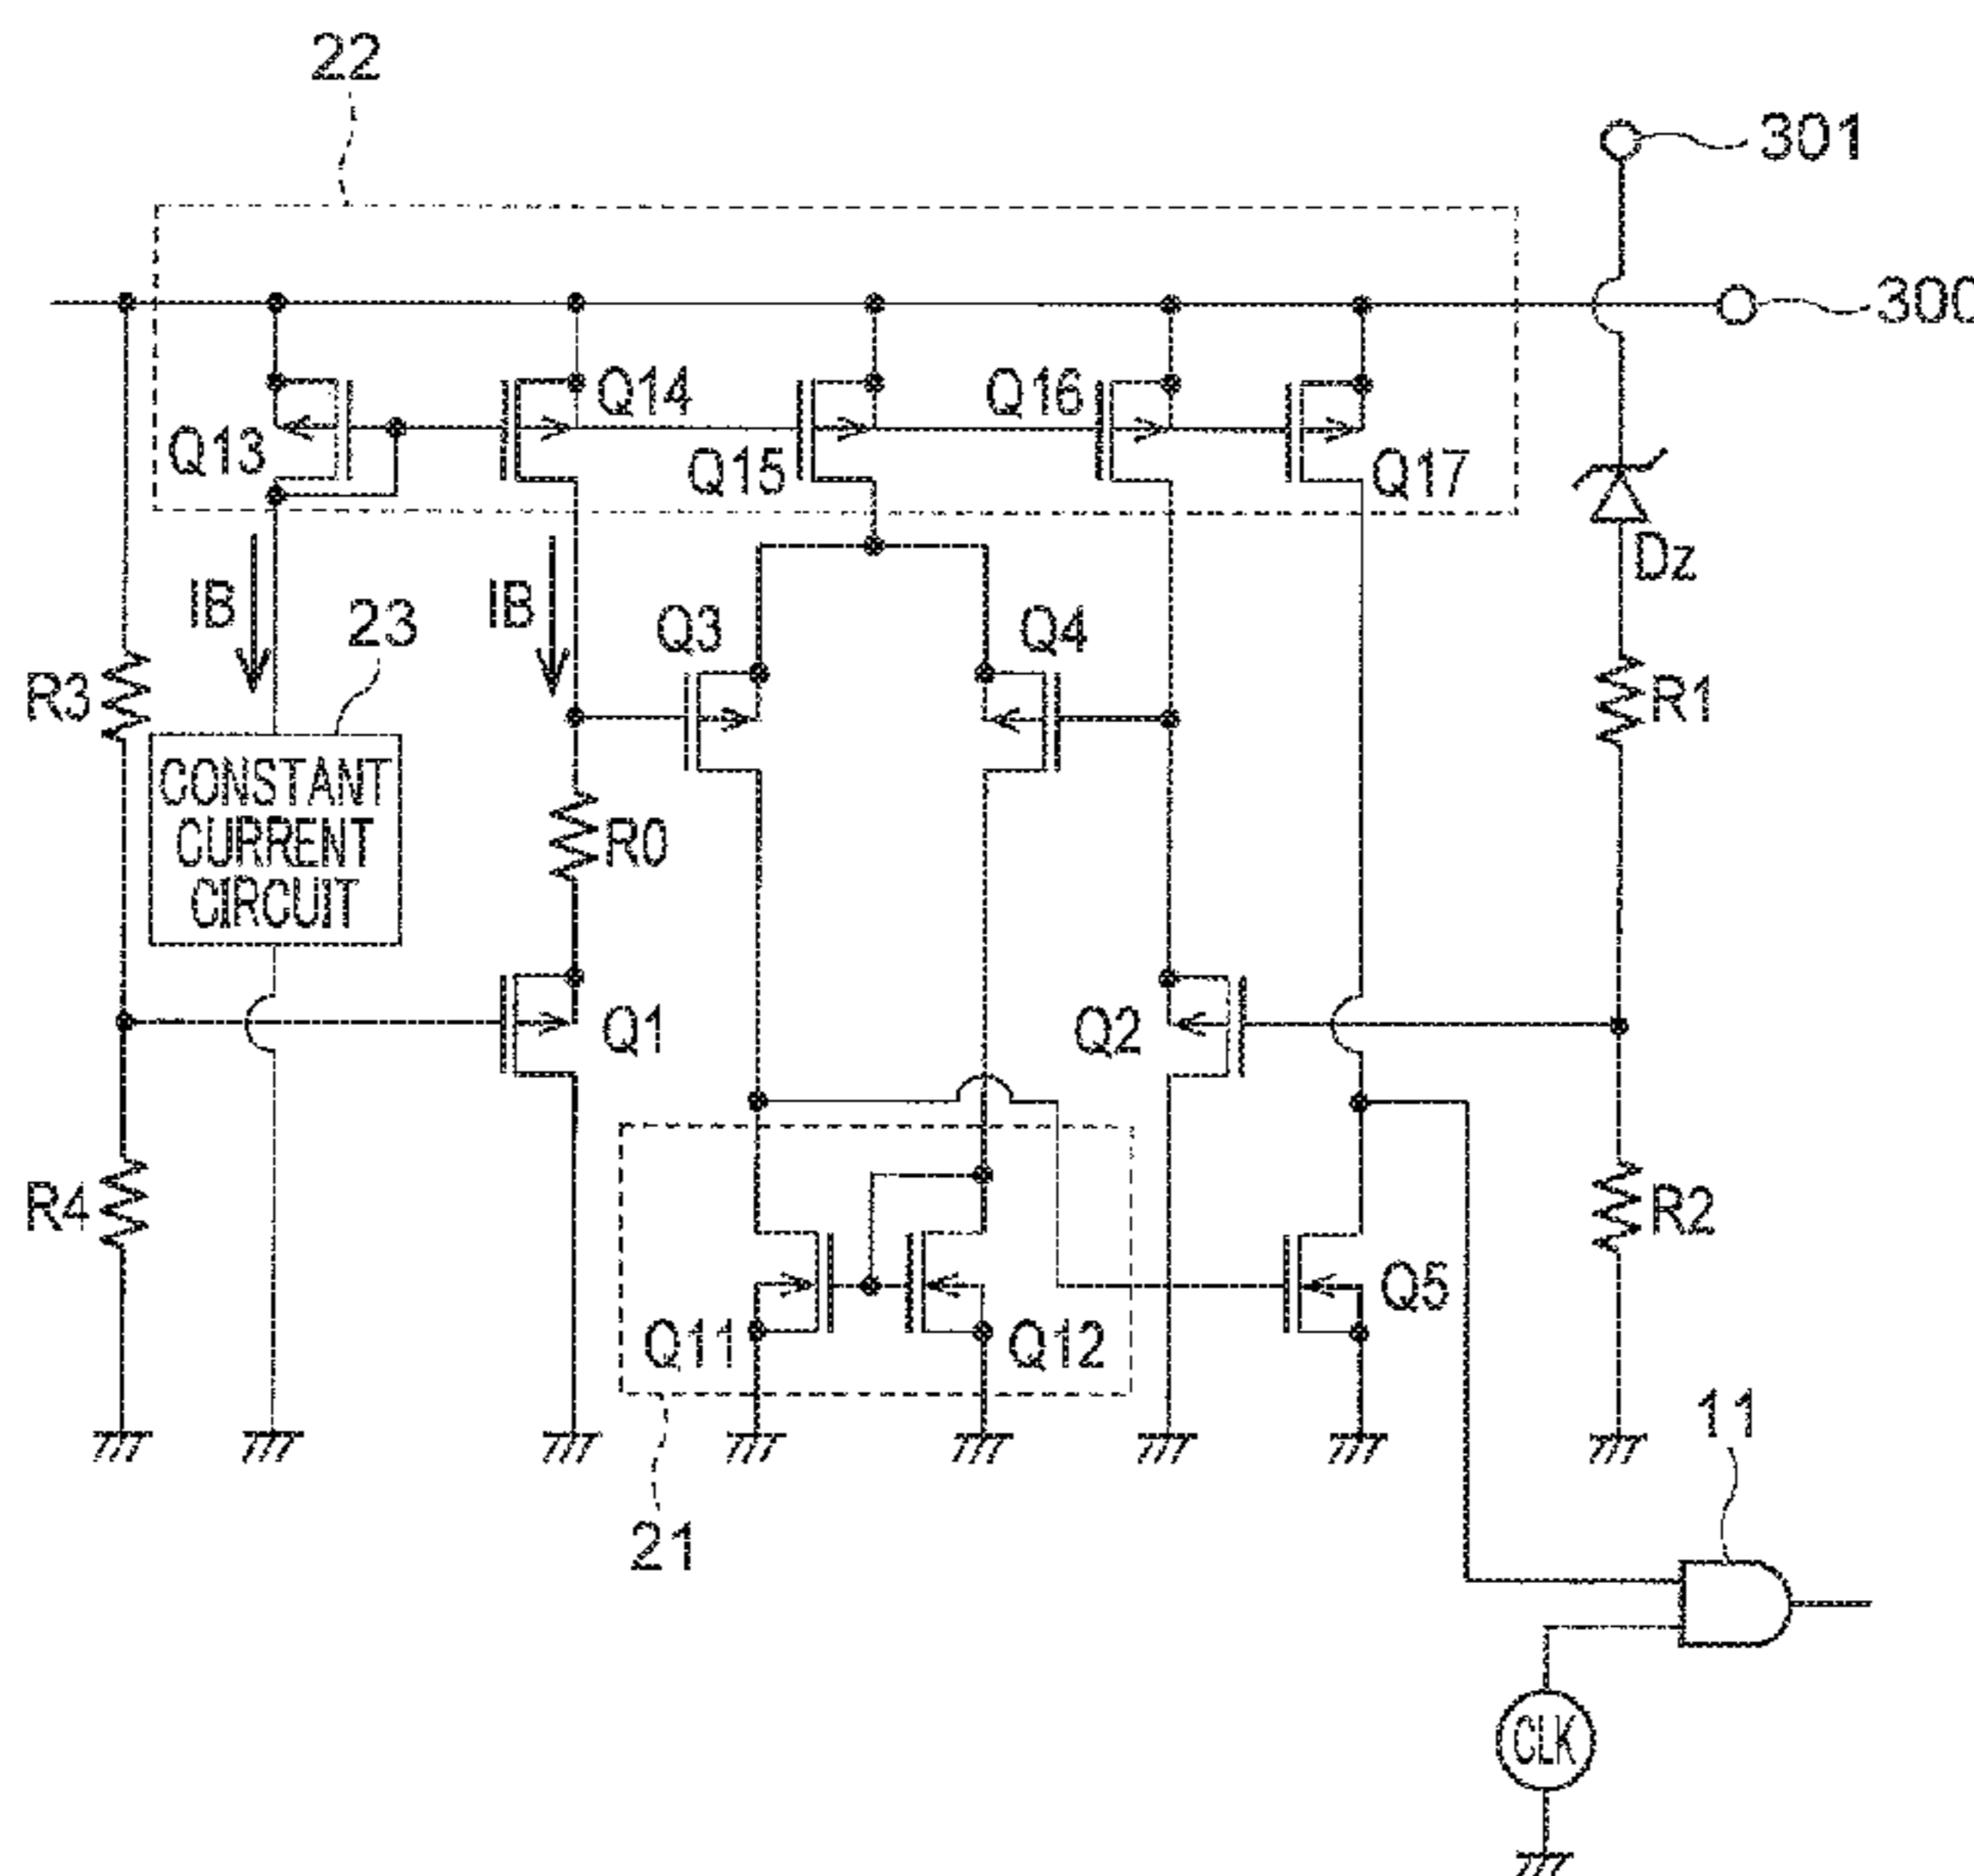 22
301
300
Q14
Q16
Q13
Q15
Q17
Dz
IB
IB
23
Q3
Q4
R3
R1
CONSTANT
CURRENT
CIRCUIT
R0
Q1
Q2
R4
R2
Q5
Q11
Q12
11
21
CLK